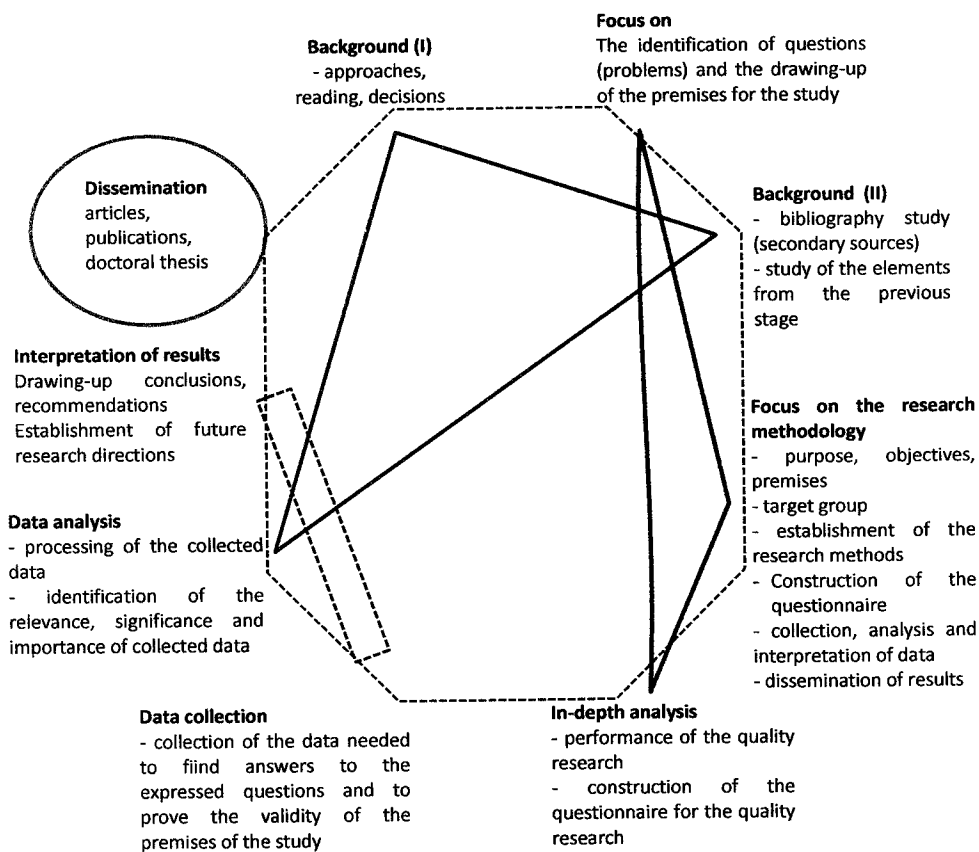 Background (I)
- approaches,
reading, decisions
Focus on
The identification of questions
(problems) and the drawing-up
of the premises for the study
Dissemination
articles,
publications,
doctoral thesis
Background (II)
- bibliography study
(secondary sources)
- study of the elements
from the previous
stage
Interpretation of results
Drawing-up conclusions,
recommendations
Establishment of future
research directions
Focus on the research
methodology
- purpose, objectives,
premises
- target group
- establishment of the
research methods
- Construction of the
questionnaire
- collection, analysis and
interpretation of data
- dissemination of results
Data analysis
- processing of the collected
data
- identification of the
relevance, significance and
importance of collected data
Data collection
- collection of the data needed
to fiind answers to the
expressed questions and to
prove the validity of the
premises of the study
In-depth analysis
- performance of the quality
research
- construction of the
questionnaire for the quality
research